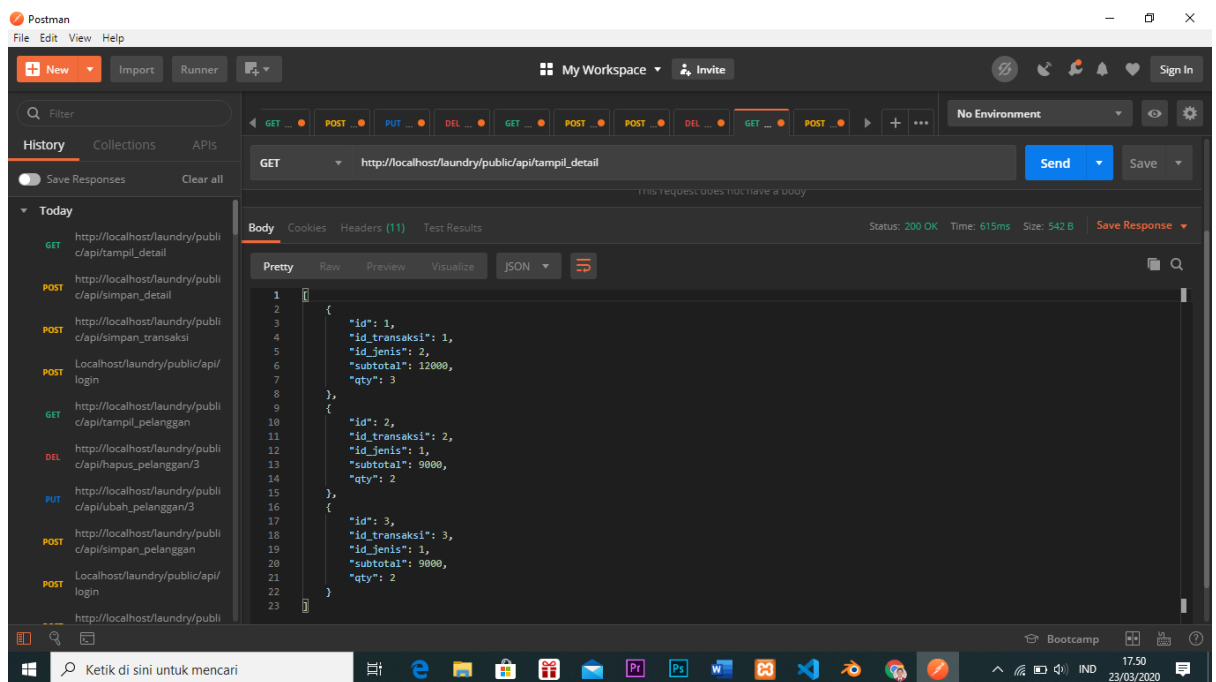 Postman
File Edit View Help
New Import Runner My Workspace Invite Sign In
Filter
GET ... POST ... PUT ... DEL ... GET ... POST ... POST ... DEL ... GET ... POST ... No Environment
History Collections APIs
GET http://localhost/laundry/public/api/tampil_detail Send Save
Save Responses Clear all
This request does not have a body
Today
Body Cookies Headers (11) Test Results Status: 200 OK Time: 615ms Size: 542 B Save Response
GET http://localhost/laundry/publi
c/api/tampil_detail
POST http://localhost/laundry/publi
c/api/simpan_detail
POST http://localhost/laundry/publi
c/api/simpan_transaksi
POST Localhost/laundry/public/api/
login
GET http://localhost/laundry/publi
c/api/tampil_pelanggan
DEL http://localhost/laundry/publi
c/api/hapus_pelanggan/3
PUT http://localhost/laundry/publi
c/api/ubah_pelanggan/3
POST http://localhost/laundry/publi
c/api/simpan_pelanggan
POST Localhost/laundry/public/api/
login
http://localhost/laundry/publi
Pretty Raw Preview Visualize JSON
1 [
2 {
3 "id": 1,
4 "id_transaksi": 1,
5 "id_jenis": 2,
6 "subtotal": 12000,
7 "qty": 3
8 },
9 {
10 "id": 2,
11 "id_transaksi": 2,
12 "id_jenis": 1,
13 "subtotal": 9000,
14 "qty": 2
15 },
16 {
17 "id": 3,
18 "id_transaksi": 3,
19 "id_jenis": 1,
20 "subtotal": 9000,
21 "qty": 2
22 }
23 ]
Bootcamp
Ketik di sini untuk mencari Pr Ps W IND 17.50
23/03/2020